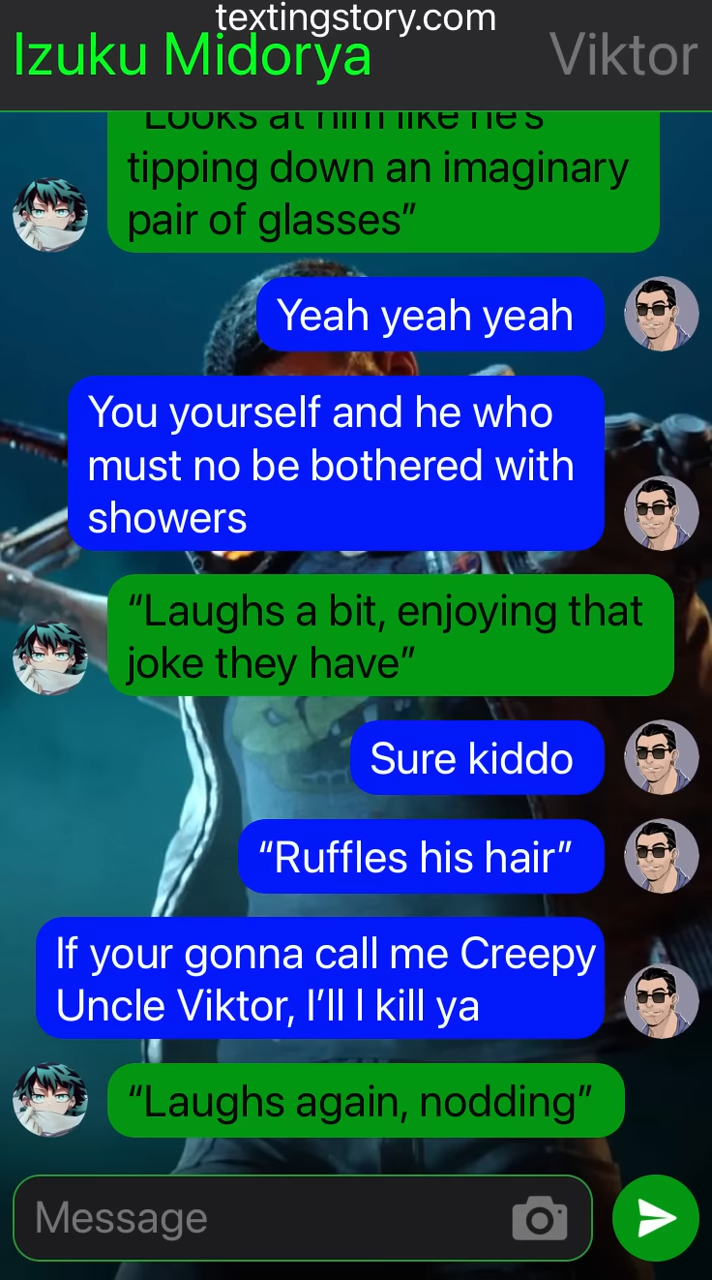 textingstory.com
Izuku Midorya
Viktor
“Looks at him like he's
tipping down an imaginary
pair of glasses”
Yeah yeah yeah
You yourself and he who
must no be bothered with
showers
“Laughs a bit, enjoying that
joke they have”
Sure kiddo
“Ruffles his hair”
If your gonna call me Creepy
Uncle Viktor, I’ll I kill ya
“Laughs again, nodding”
Message